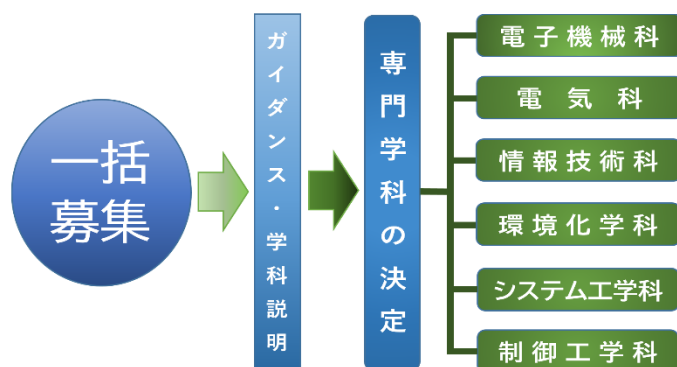 一括
募集
ガイダンス・学科説明
専門学科の決定
電子機械科
電気科
情報技術科
環境化学科
システム工学科
制御工学科